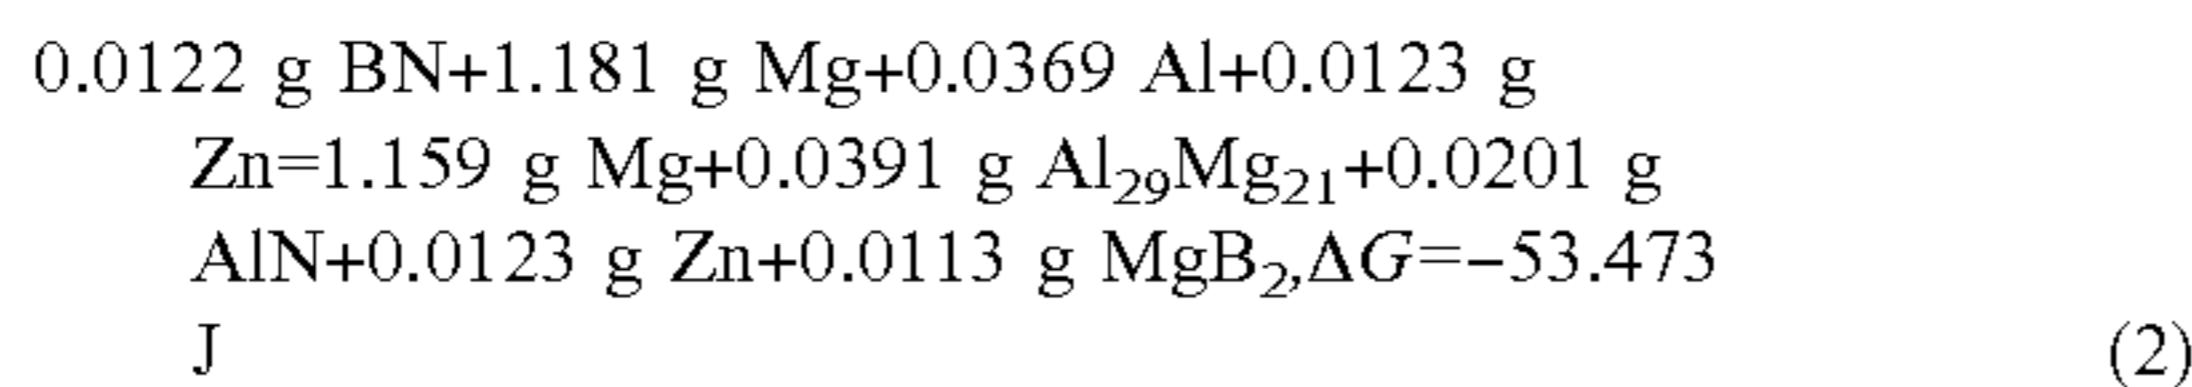 0.0122 g BN+1.181 g Mg+0.0369 Al+0.0123 g
Zn=1.159 g Mg+0.0391 g Al₂₉Mg₂₁+0.0201 g
AlN+0.0123 g Zn+0.0113 g MgB₂,ΔG=−53.473
J (2)